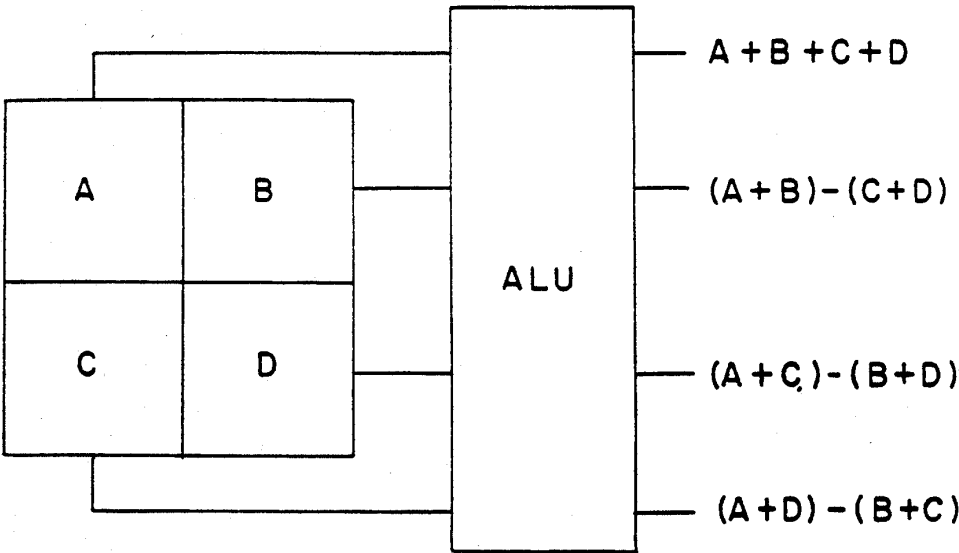 A + B + C + D
A
B
(A+B)-(C+D)
ALU
C
D
(A+C)-(B+D)
(A+D)-(B+C)